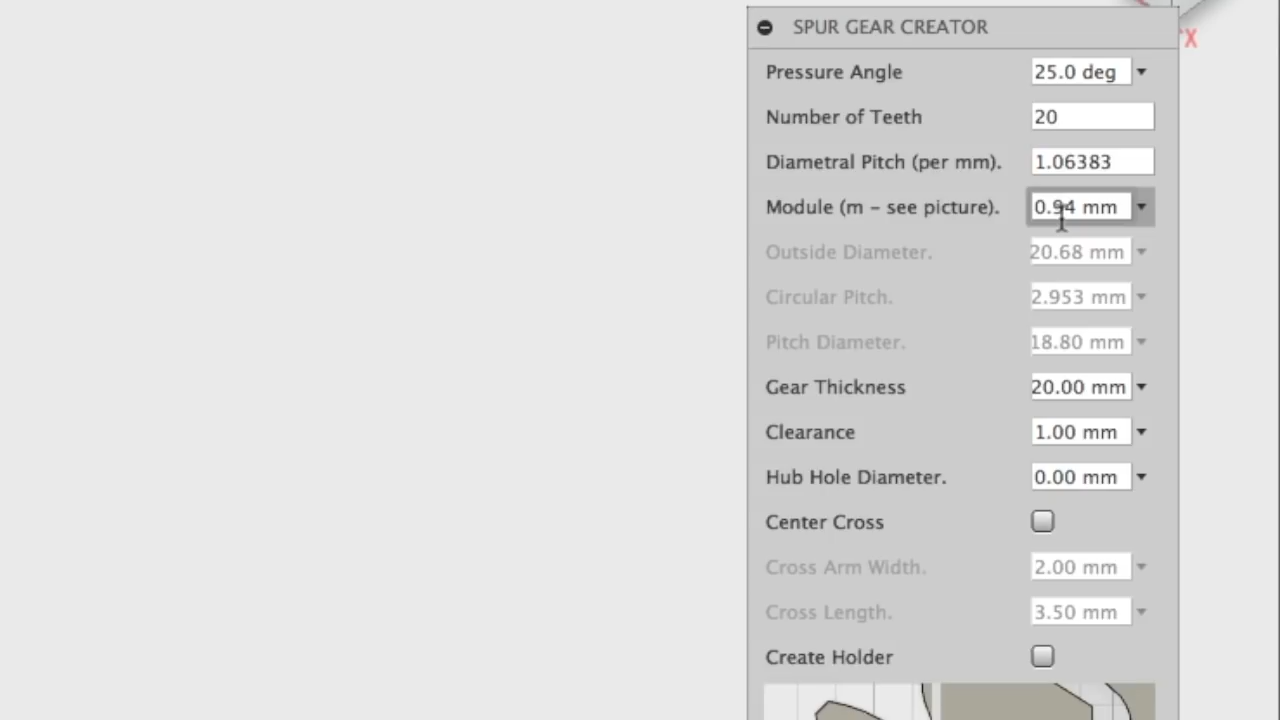 X
SPUR GEAR CREATOR
Pressure Angle 25.0 deg
Number of Teeth 20
Diametral Pitch (per mm). 1.06383
Module (m - see picture). 0.94 mm
Outside Diameter. 20.68 mm
Circular Pitch. 2.953 mm
Pitch Diameter. 18.80 mm
Gear Thickness 20.00 mm
Clearance 1.00 mm
Hub Hole Diameter. 0.00 mm
Center Cross
Cross Arm Width. 2.00 mm
Cross Length. 3.50 mm
Create Holder